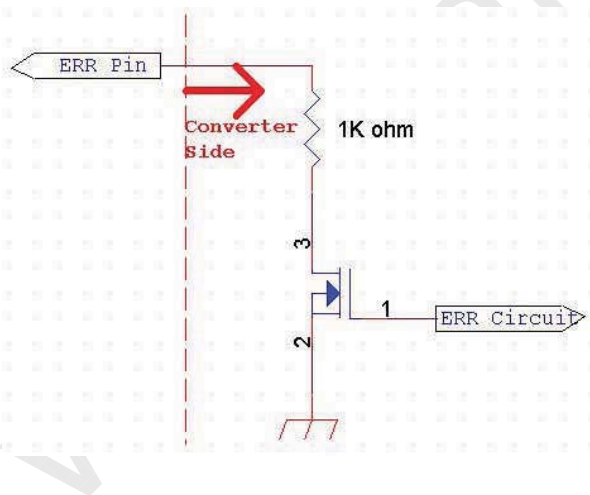 ERR Pin
Converter
Side
1K ohm
3
1
ERR Circuit
2